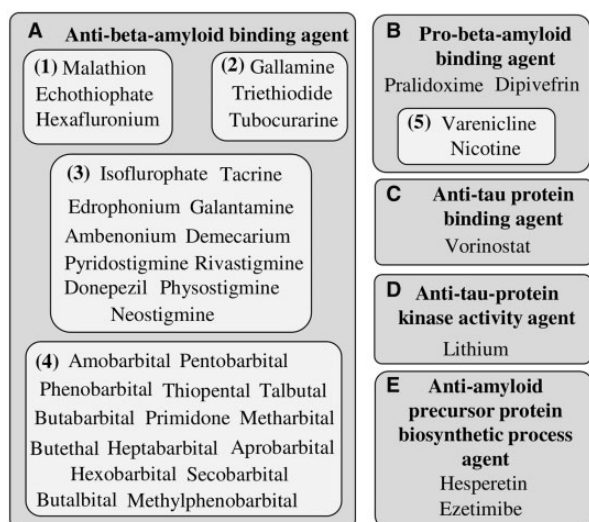 A Anti-beta-amyloid binding agent
(1) Malathion
Echothiophate
Hexafluronium
(2) Gallamine
Triethiodide
Tubocurarine
(3) Isoflurophate Tacrine
Edrophonium Galantamine
Ambenonium Demecarium
Pyridostigmine Rivastigmine
Donepezil Physostigmine
Neostigmine
(4) Amobarbital Pentobarbital
Phenobarbital Thiopental Talbutal
Butabarbital Primidone Metharbital
Butethal Heptabarbital Aprobarbital
Hexobarbital Secobarbital
Butalbital Methylphenobarbital
B Pro-beta-amyloid
binding agent
Pralidoxime Dipivefrin
(5) Varenicline
Nicotine
C Anti-tau protein
binding agent
Vorinostat
D Anti-tau-protein
kinase activity agent
Lithium
E Anti-amyloid
precursor protein
biosynthetic process
agent
Hesperetin
Ezetimibe